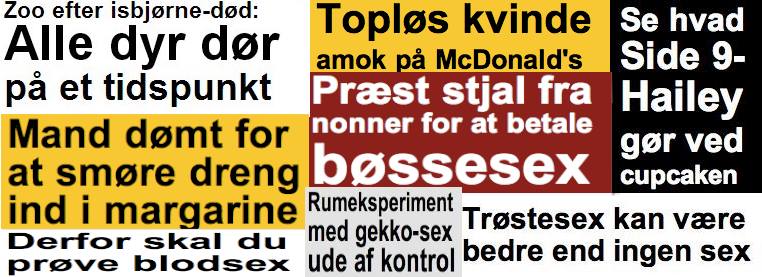 Zoo efter isbjørne-død:
Alle dyr dør
på et tidspunkt
Mand dømt for
at smøre dreng
ind i margarine
Derfor skal du
prøve blodsex
Topløs kvinde
amok på McDonald's
Præst stjal fra
nonner for at betale
bøssesex
Rumeksperiment
med gekko-sex
ude af kontrol
Se hvad
Side 9-
Hailey
gør ved
cupcaken
Trøstesex kan være
bedre end ingen sex